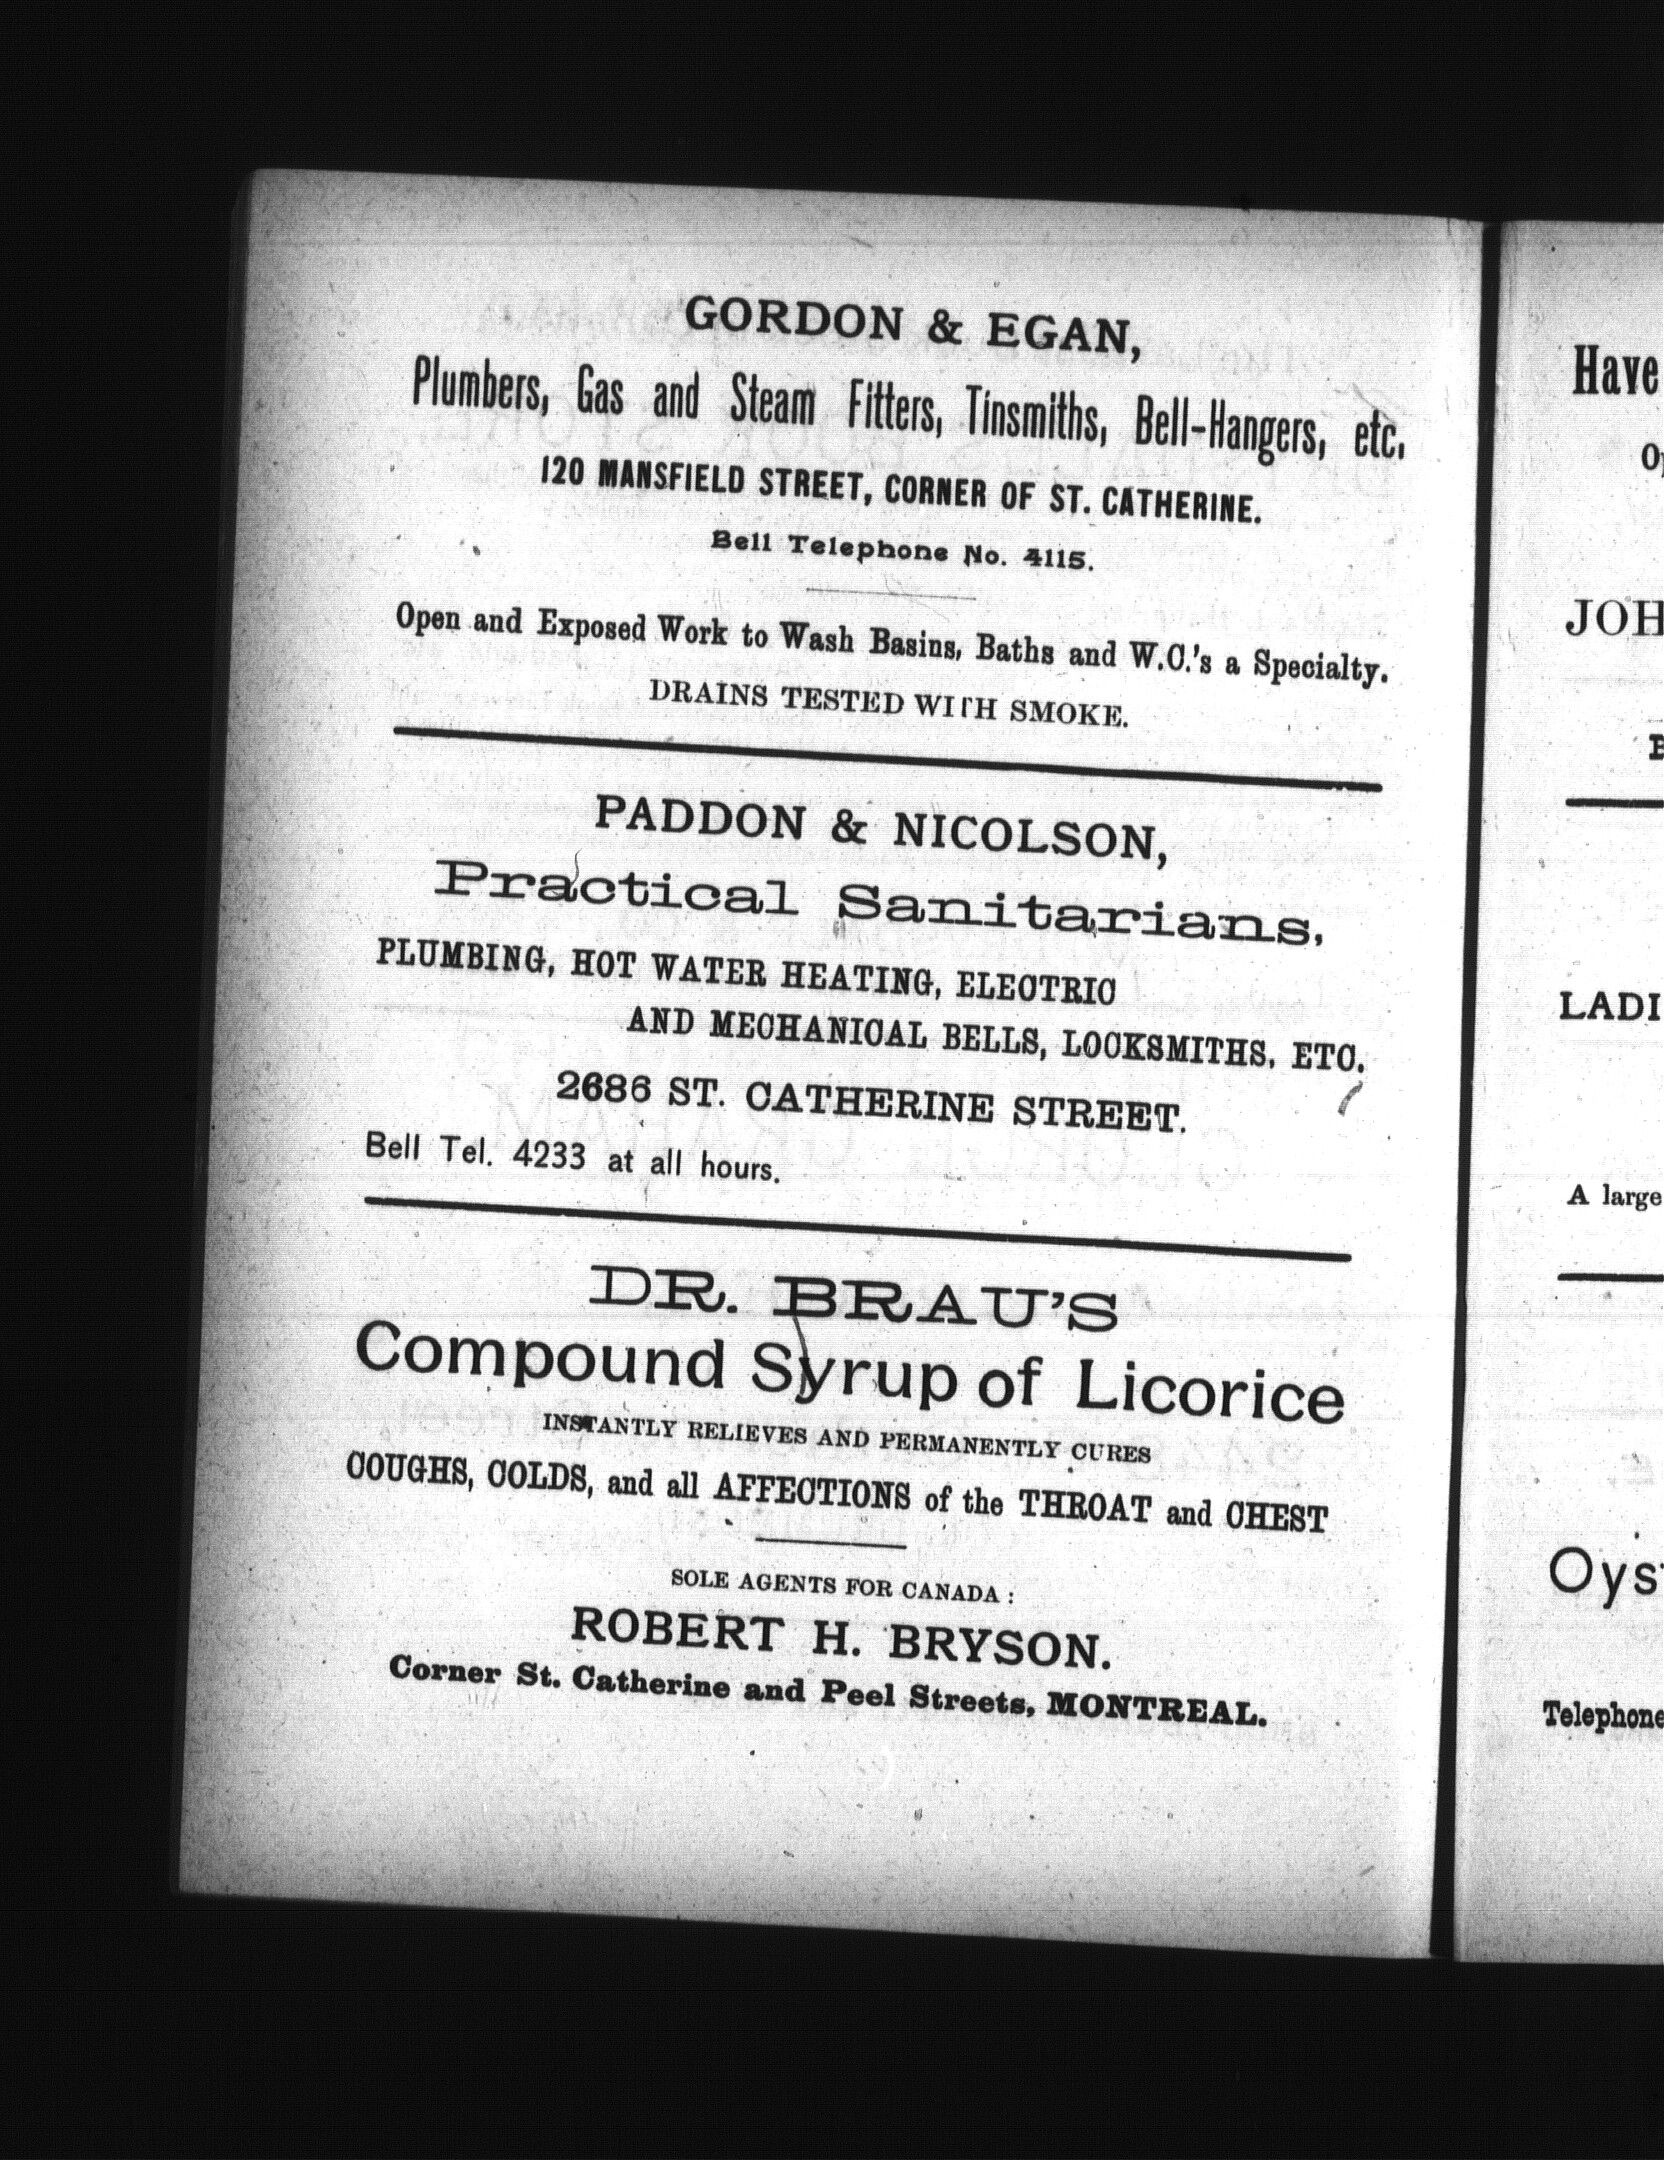 GORDON & EGAN,
Plumbers, Gas and Steam Fitters, Tinsmiths, Bell-Hangers, etc.
120 MANSFIELD STREET, CORNER OF ST. CATHERINE.
Bell Telephone No. 4115.
Open and Exposed Work to Wash Basins, Baths and W.C.'s a Specialty.
DRAINS TESTED WITH SMOKE.
PADDON & NICOLSON,
Practical Sanitarians,
PLUMBING, HOT WATER HEATING, ELECTRIC
AND MECHANICAL BELLS, LOCKSMITHS, ETC.
2686 ST. CATHERINE STREET.
Bell Tel. 4233 at all hours.
DR. BRAU'S
Compound Syrup of Licorice
INSTANTLY RELIEVES AND PERMANENTLY CURES
COUGHS, COLDS, and all AFFECTIONS of the THROAT and CHEST
SOLE AGENTS FOR CANADA :
ROBERT H. BRYSON.
Corner St. Catherine and Peel Streets, MONTREAL.
Have
JOH
LADI
A large
Oys
Telephone